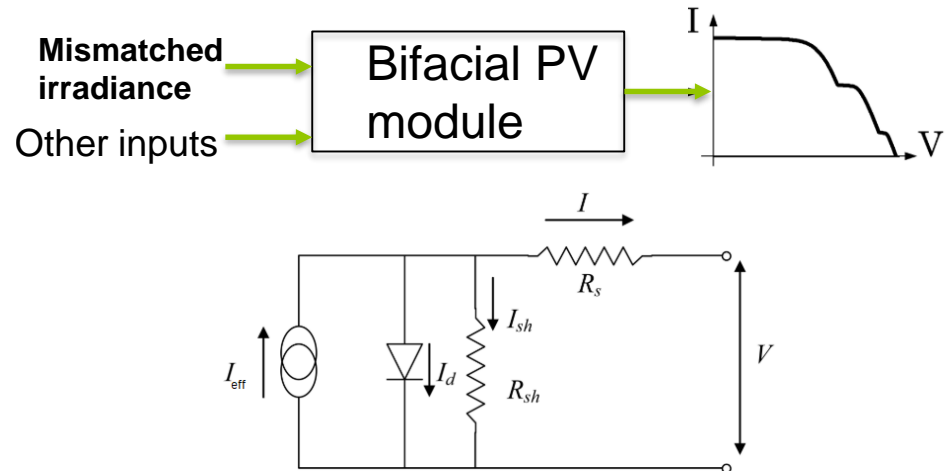 Mismatched
irradiance
Other inputs
Bifacial PV
module
I
V
I
R_s
I_sh
I_eff
I_d
R_sh
V